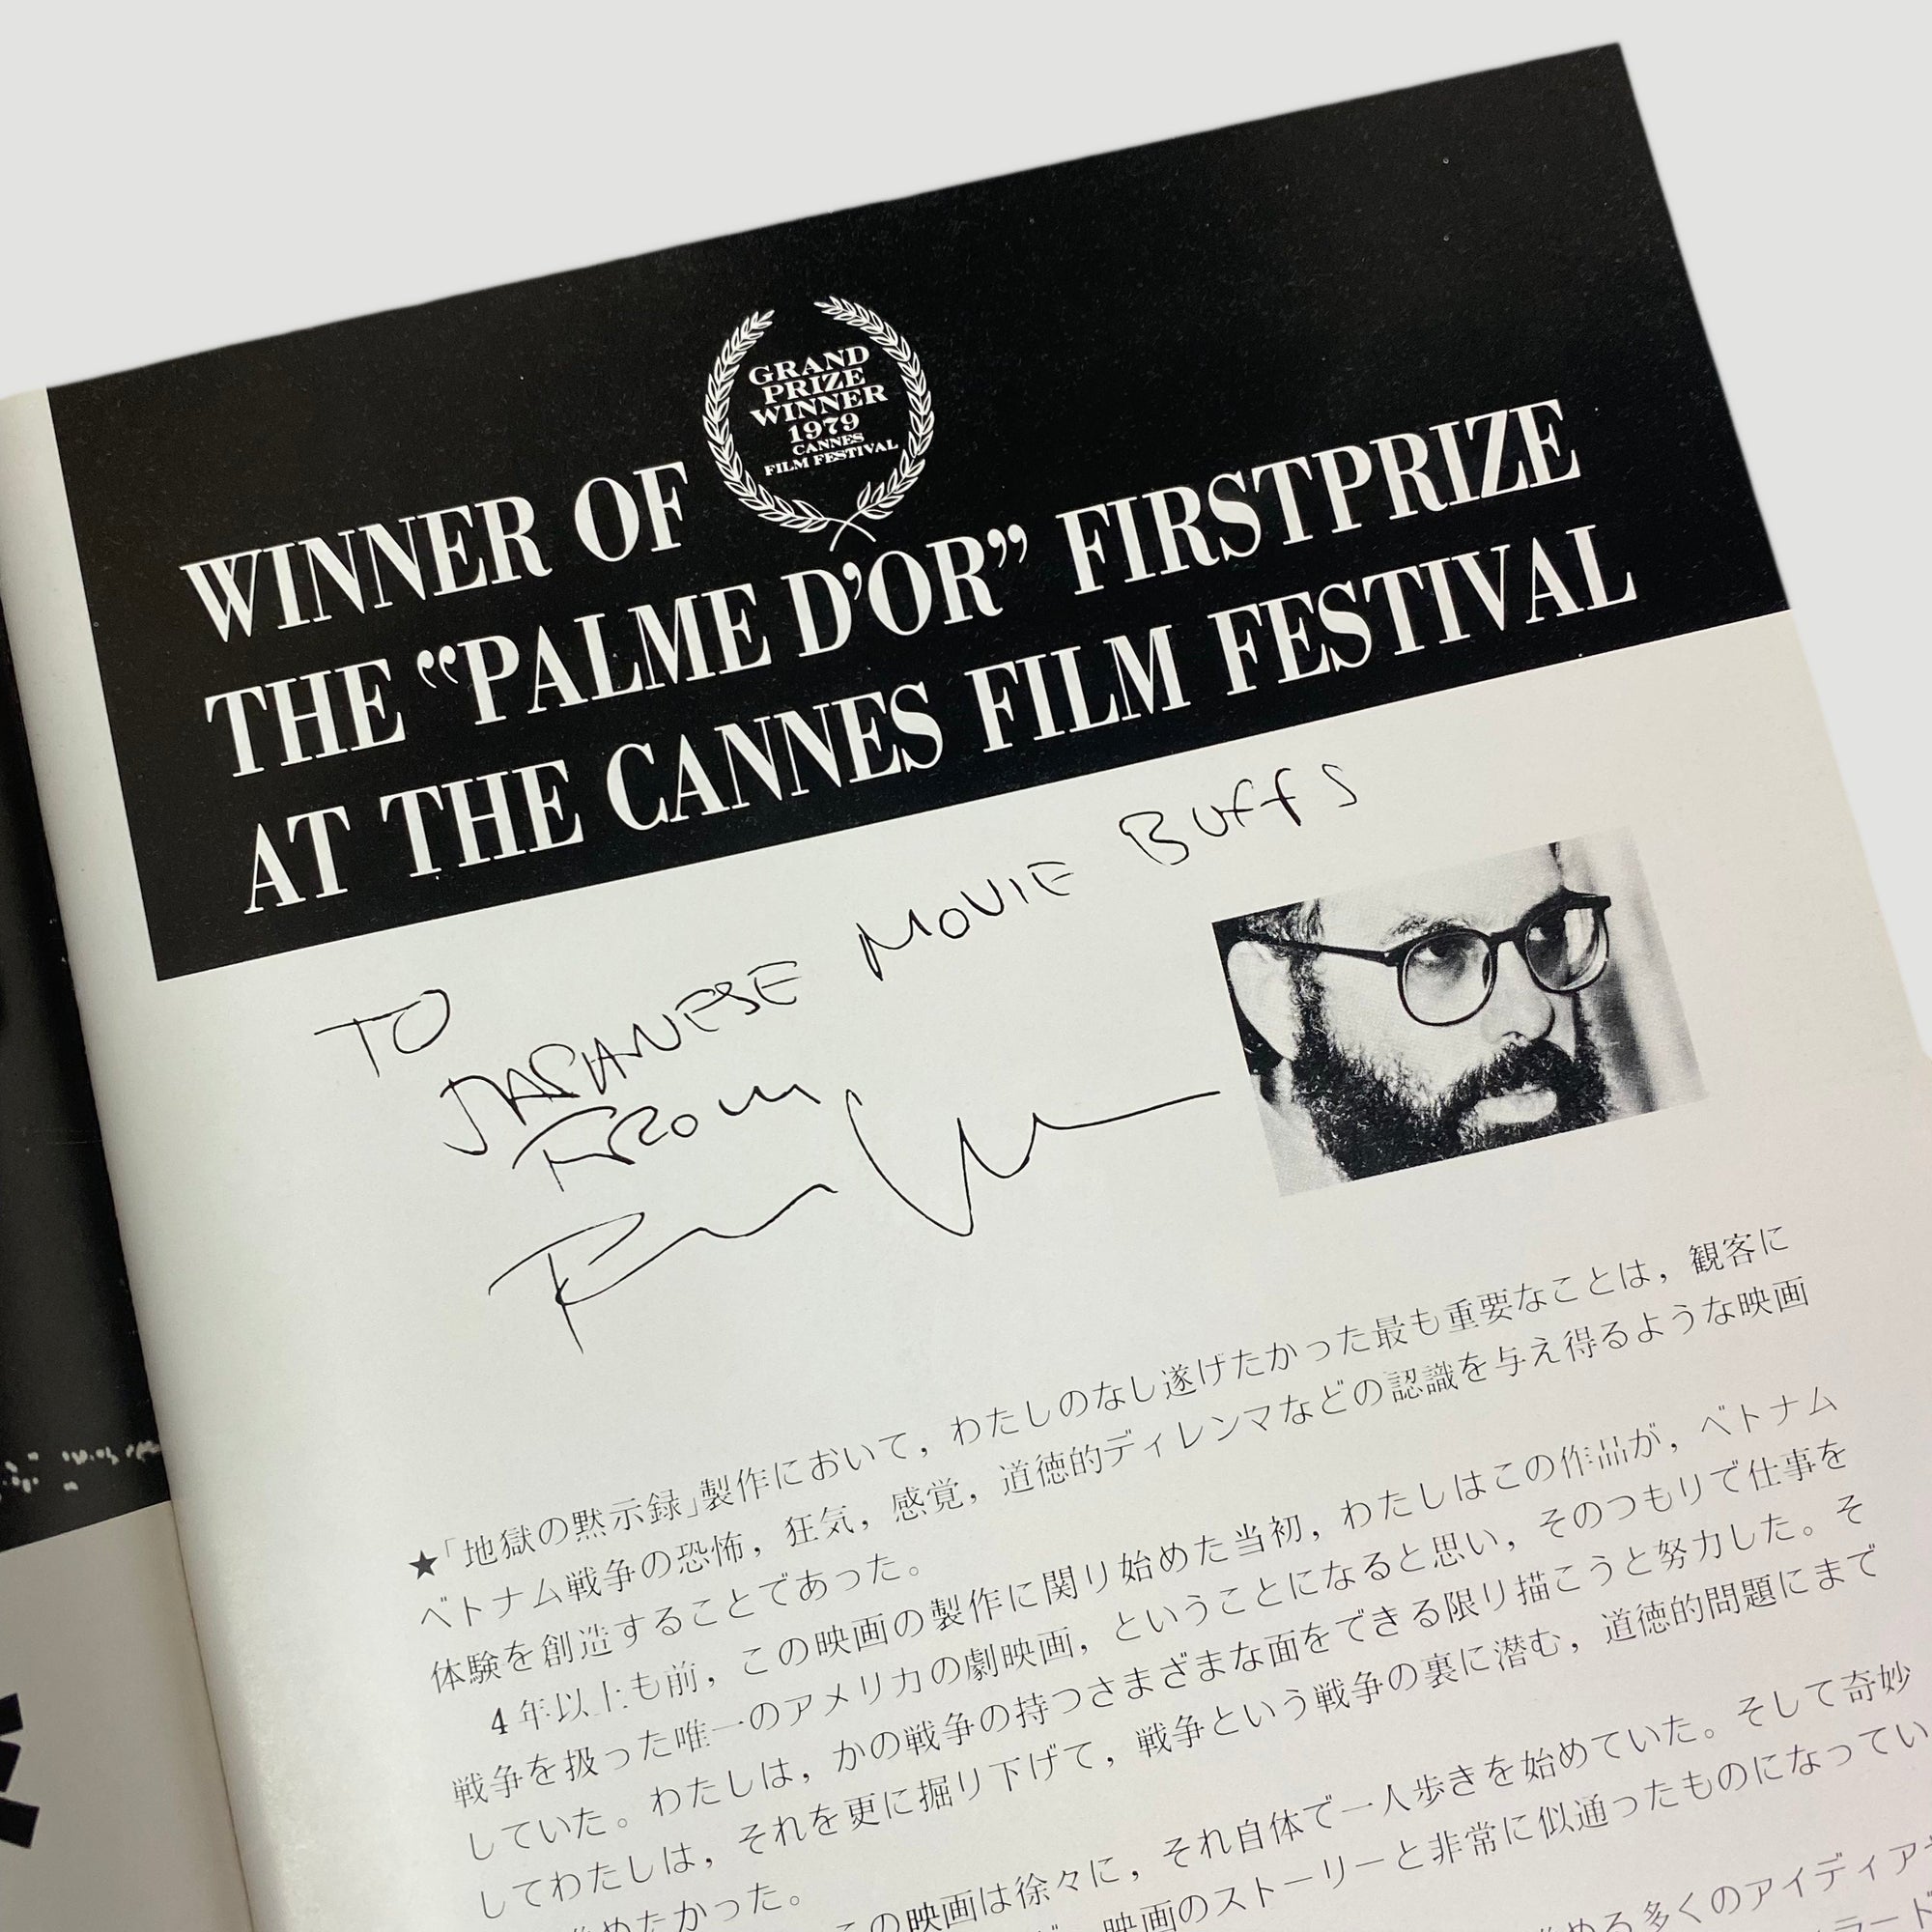 GRAND
PRIZE
WINNER
1979
CANNES
FILM FESTIVAL
WINNER OF
THE “PALME D’OR” FIRSTPRIZE
AT THE CANNES FILM FESTIVAL
TO
JAPANESE MOVIE BUFFS
FROM
★「地獄の黙示録」製作において，わたしのなし遂げたかった最も重要なことは，観客に
ベトナム戦争の恐怖，狂気，感覚，道徳的ディレンマなどの認識を与え得るような映画
体験を創造することであった。
4年以上も前，この映画の製作に関り始めた当初，わたしはこの作品が，ベトナム
戦争を扱った唯一のアメリカの劇映画，ということになると思い，そのつもりで仕事を
していた。わたしは，かの戦争の持つさまざまな面をできる限り描こうと努力した。そ
してわたしは，それを更に掘り下げて，戦争という戦争の裏に潜む，道徳的問題にまで
めたかった。
この映画は徐々に，それ自体で一人歩きを始めていた。そして奇妙
映画のストーリーと非常に似通ったものになってい
める多くのアイディアや